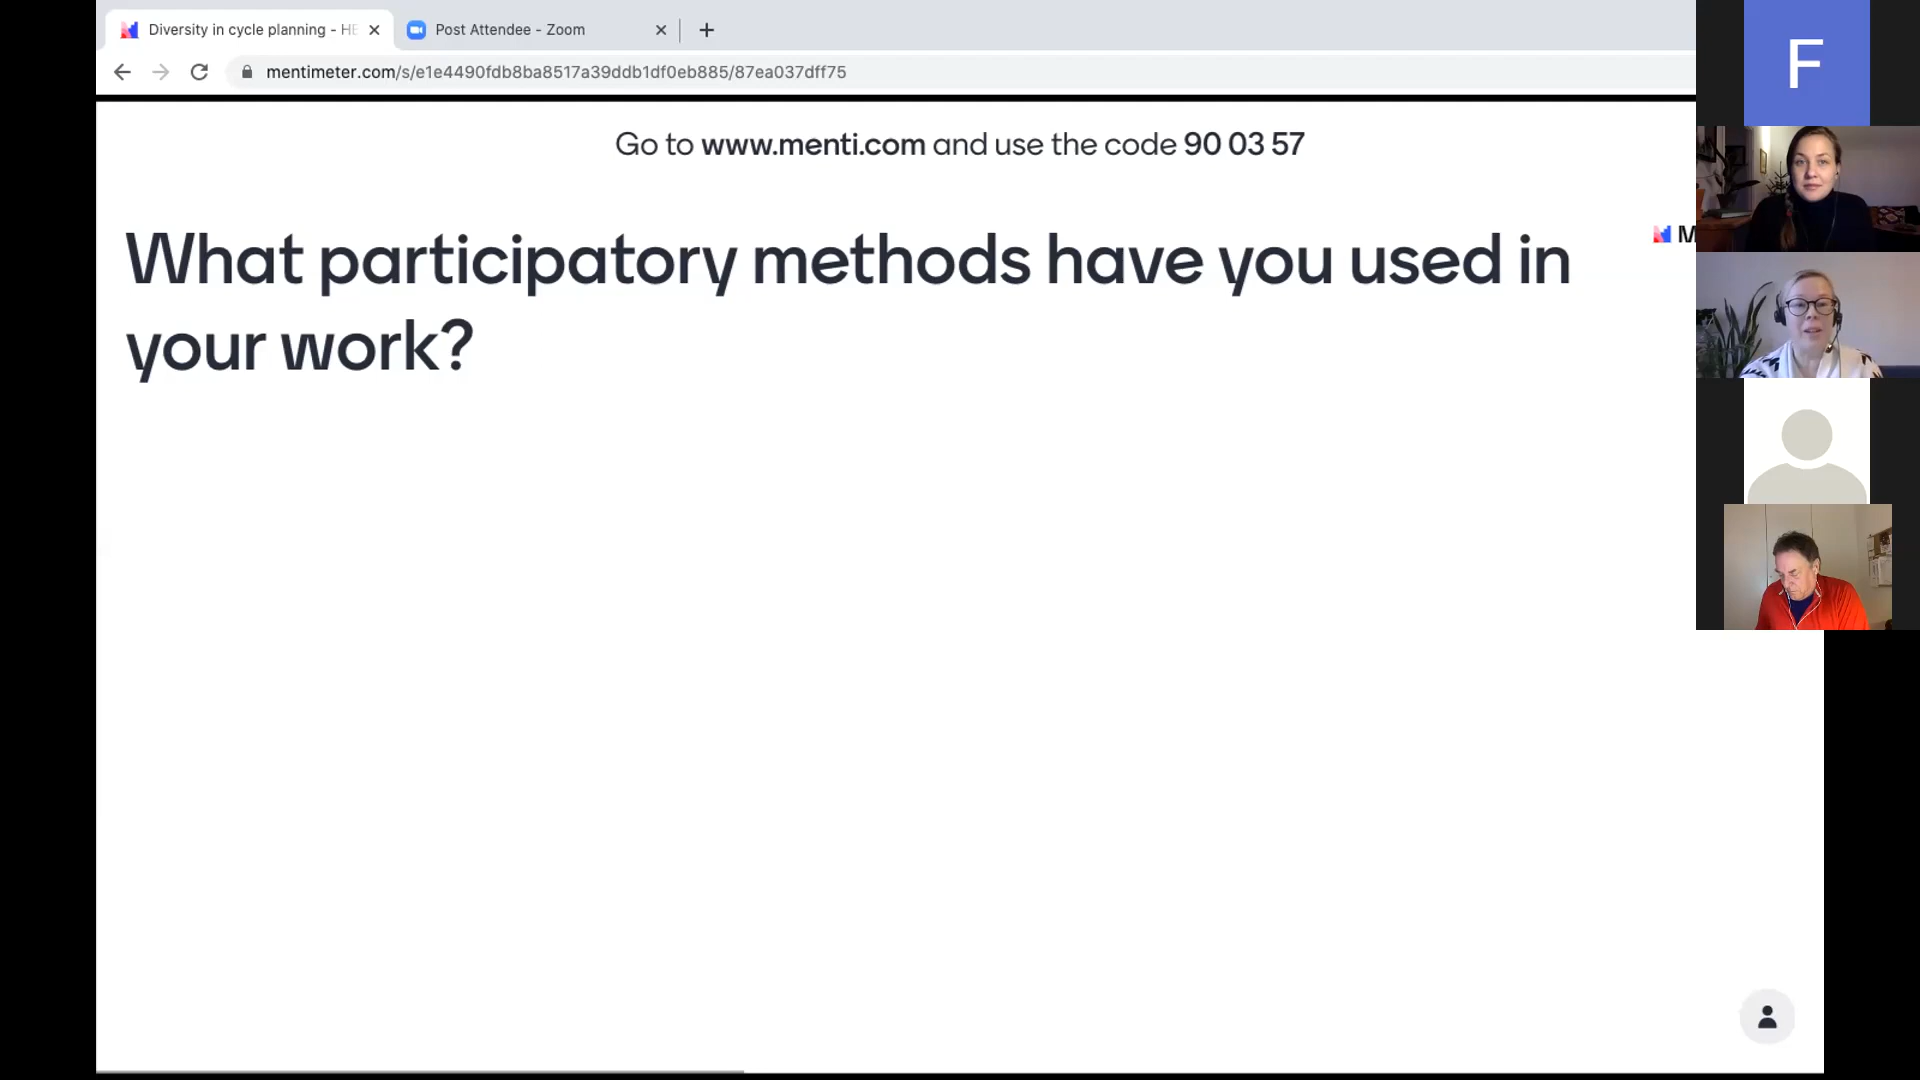 Diversity in cycle planning - HE
Post Attendee - Zoom
mentimeter.com/s/e1e4490fdb8ba8517a39ddb1df0eb885/87ea037dff75
Go to www.menti.com and use the code 90 03 57
What participatory methods have you used in
your work?
M
F